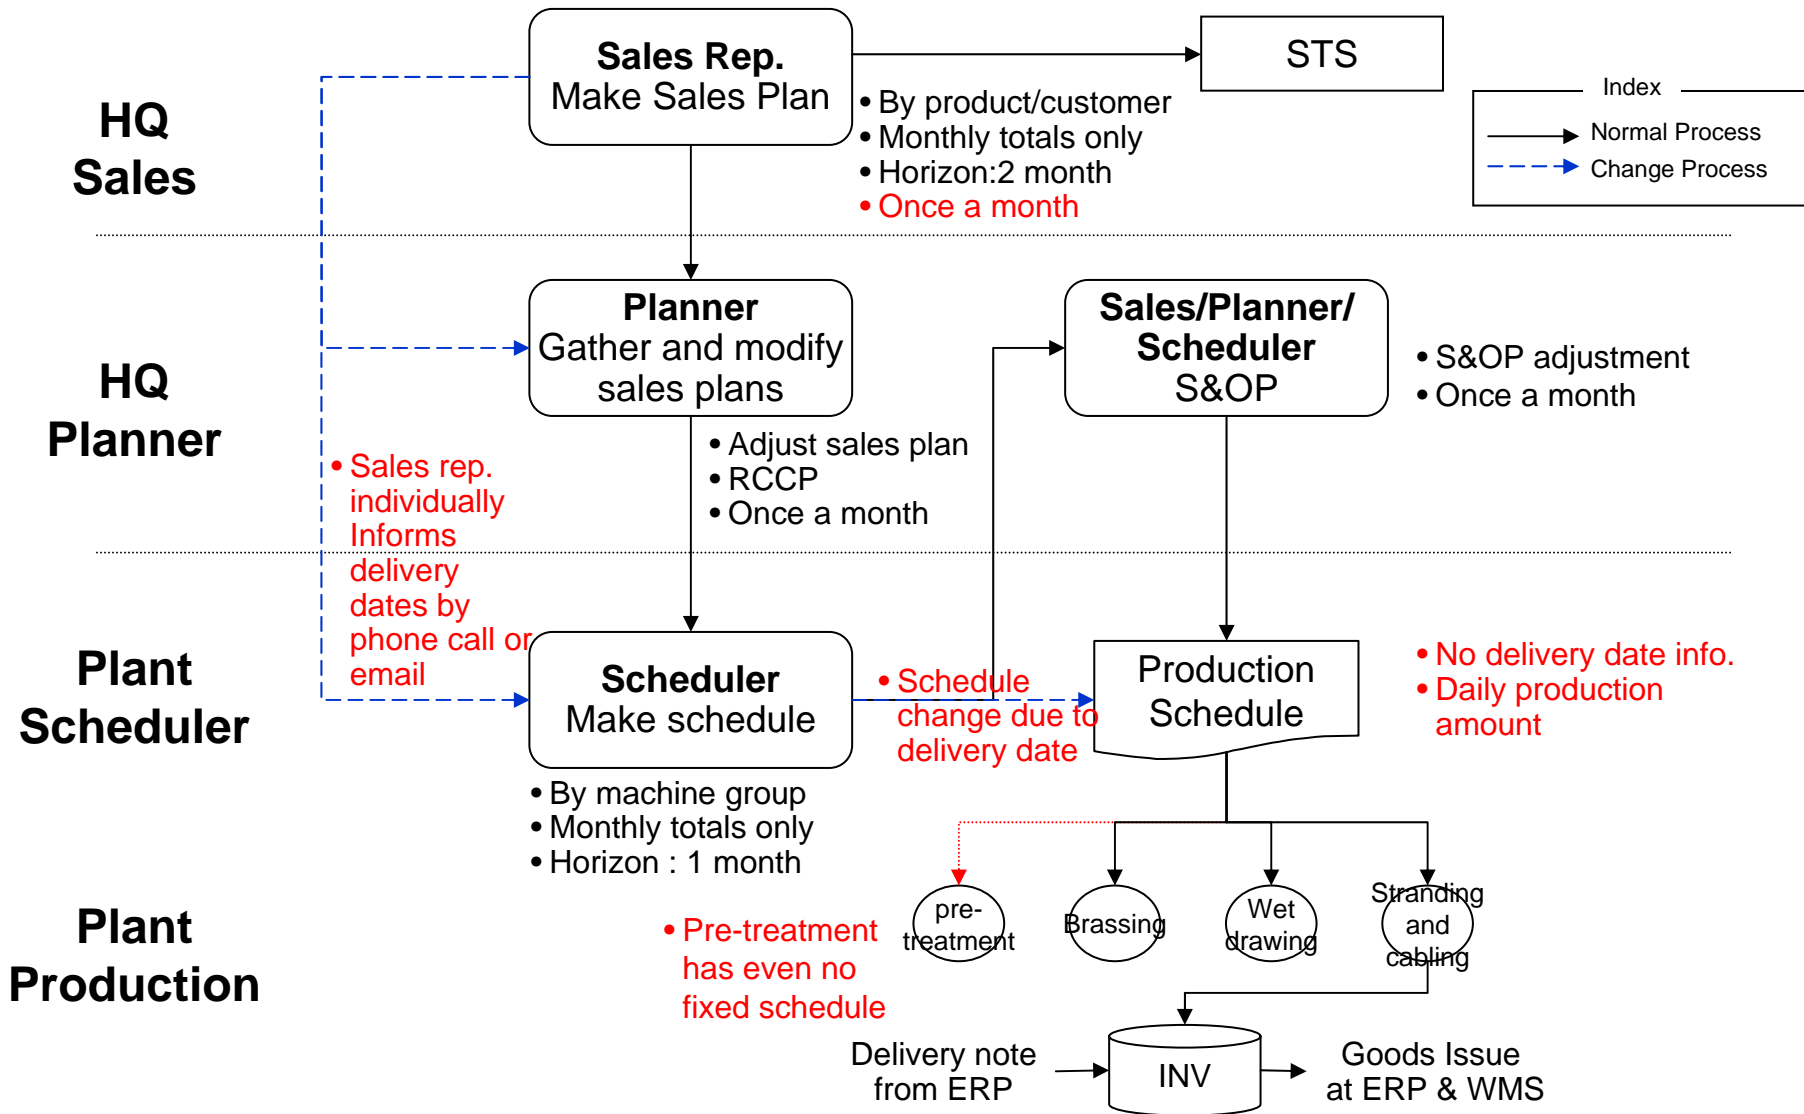 HQ
Sales
Sales Rep.
Make Sales Plan
STS
• By product/customer
• Monthly totals only
• Horizon:2 month
• Once a month
Index
Normal Process
Change Process
HQ
Planner
Planner
Gather and modify
sales plans
Sales/Planner/
Scheduler
S&OP
• S&OP adjustment
• Once a month
• Adjust sales plan
• RCCP
• Once a month
• Sales rep.
individually
Informs
delivery
dates by
phone call or
email
Plant
Scheduler
Scheduler
Make schedule
• Schedule
change due to
delivery date
Production
Schedule
• No delivery date info.
• Daily production
amount
• By machine group
• Monthly totals only
• Horizon : 1 month
Plant
Production
• Pre-treatment
has even no
fixed schedule
pre-
treatment
Brassing
Wet
drawing
Stranding
and
cabling
Delivery note
from ERP
INV
Goods Issue
at ERP & WMS